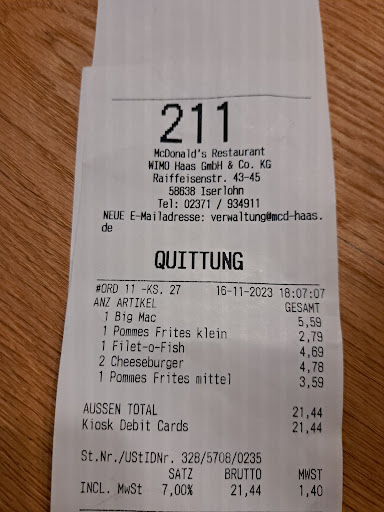 211
McDonald's Restaurant
WIMO Haas GmbH & Co. KG
Raiffeisenstr. 43-45
58638 Iserlohn
Tel: 02371 / 934911
NEUE E-Mailadresse: verwaltung@mcd-haas.
de
QUITTUNG
#ORD 11 -KS. 27 16-11-2023 18:07:07
ANZ ARTIKEL GESAMT
1 Big Mac 5,59
1 Pommes Frites klein 2,79
1 Filet-o-Fish 4,69
2 Cheeseburger 4,78
1 Pommes Frites mittel 3,59
AUSSEN TOTAL 21,44
Kiosk Debit Cards 21,44
St.Nr./UStIDNr. 328/5708/0235
SATZ BRUTTO MWST
INCL. MwSt 7,00% 21,44 1,40